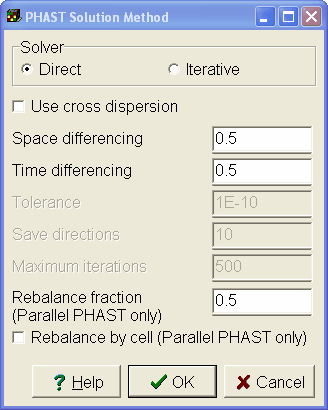 PHAST Solution Method
Solver
Direct Iterative
Use cross dispersion
Space differencing 0.5
Time differencing 0.5
Tolerance 1E-10
Save directions 10
Maximum iterations 500
Rebalance fraction 0.5
(Parallel PHAST only)
Rebalance by cell (Parallel PHAST only)
? Help OK Cancel